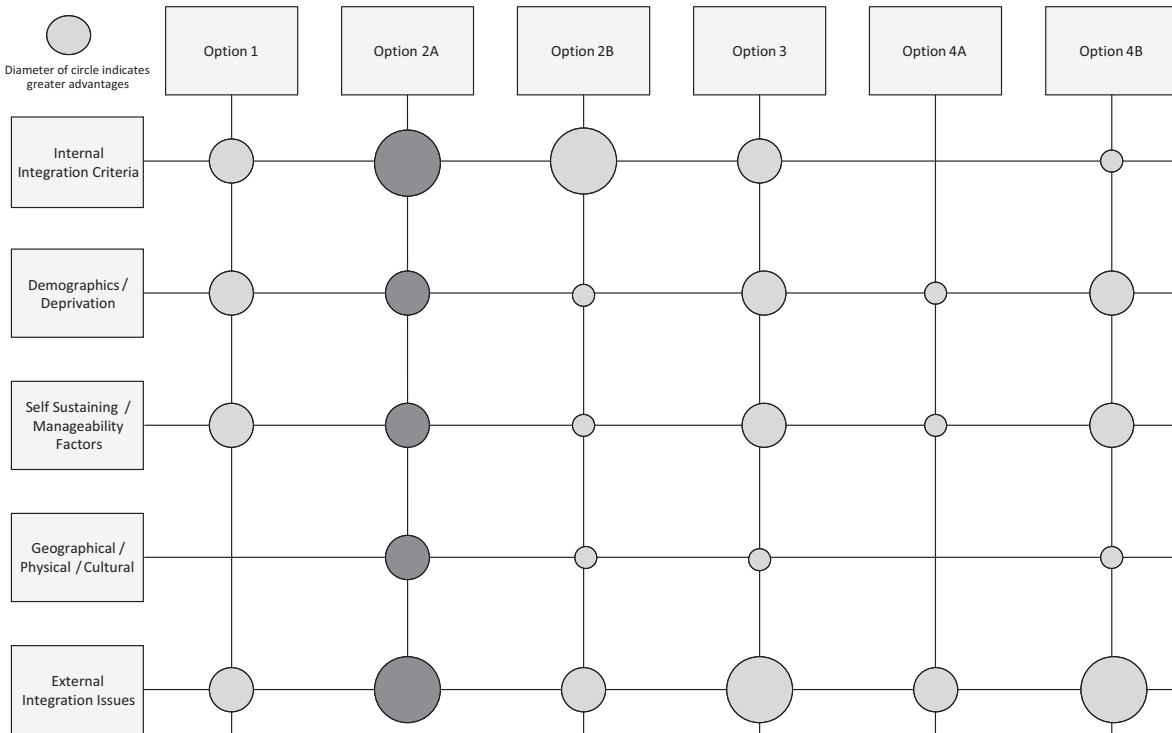 Diameter of circle indicates
greater advantages
Option 1
Option 2A
Option 2B
Option 3
Option 4A
Option 4B
Internal
Integration Criteria
Demographics /
Deprivation
Self Sustaining /
Manageability
Factors
Geographical /
Physical / Cultural
External
Integration Issues